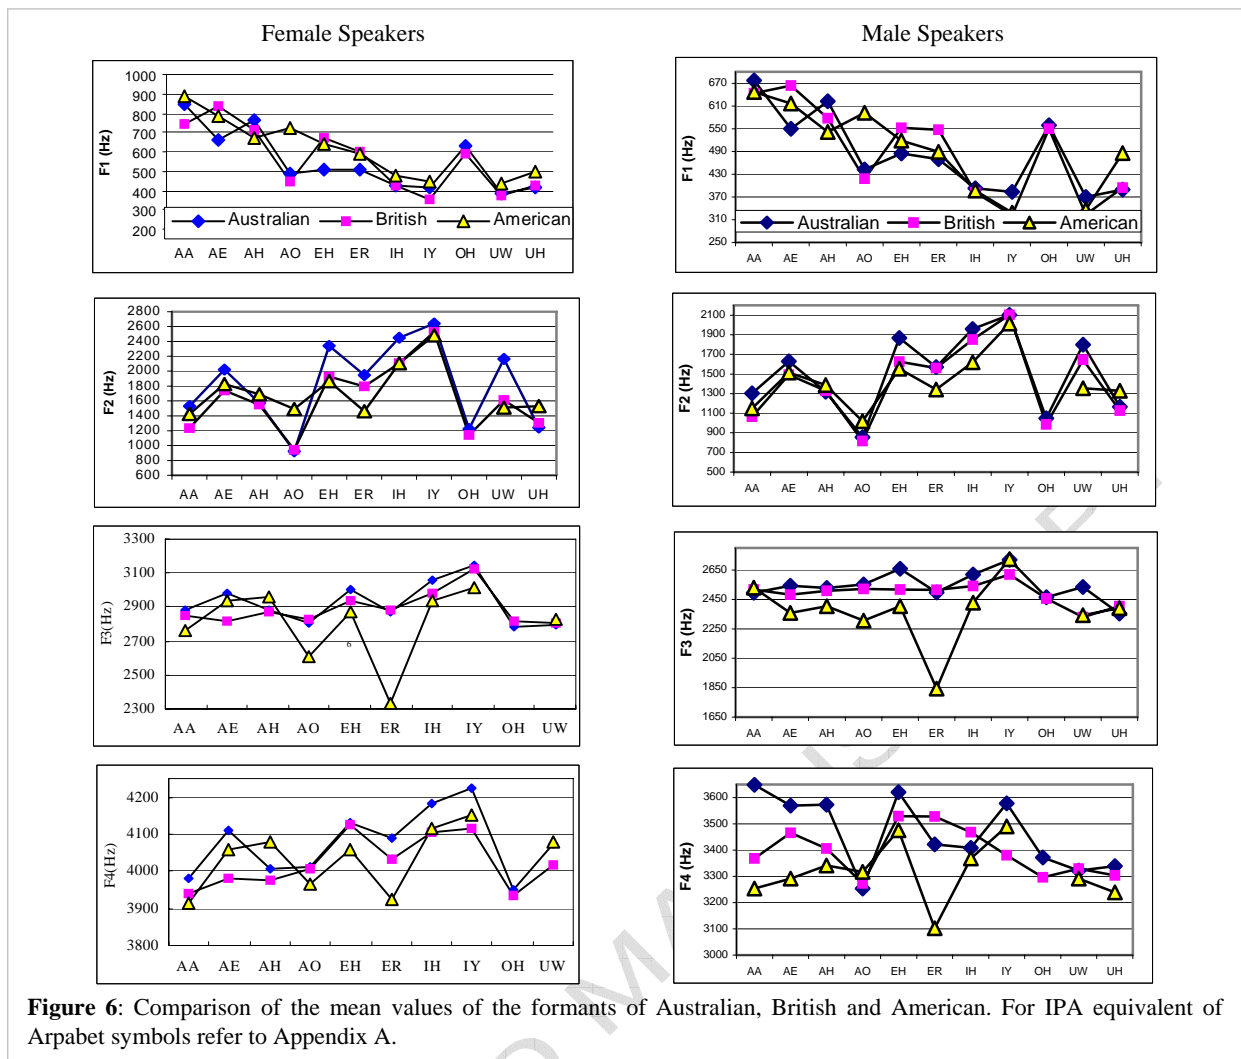 Female Speakers
Male Speakers
F1 (Hz)
1000
900
800
700
600
500
400
300
200
Australian British American
AA AE AH AO EH ER IH IY OH UW UH
F1 (Hz)
670
610
550
490
430
370
310
250
Australian British American
AA AE AH AO EH ER IH IY OH UW UH
F2 (Hz)
2800
2600
2400
2200
2000
1800
1600
1400
1200
1000
800
600
AA AE AH AO EH ER IH IY OH UW UH
F2 (Hz)
2100
1900
1700
1500
1300
1100
900
700
500
AA AE AH AO EH ER IH IY OH UW UH
F3(Hz)
3300
3100
2900
2700
2500
2300
6
AA AE AH AO EH ER IH IY OH UW
F3 (Hz)
2650
2450
2250
2050
1850
1650
AA AE AH AO EH ER IH IY OH UW UH
F4(Hz)
4200
4100
4000
3900
3800
AA AE AH AO EH ER IH IY OH UW
F4 (Hz)
3600
3500
3400
3300
3200
3100
3000
AA AE AH AO EH ER IH IY OH UW UH
Figure 6: Comparison of the mean values of the formants of Australian, British and American. For IPA equivalent of
Arpabet symbols refer to Appendix A.